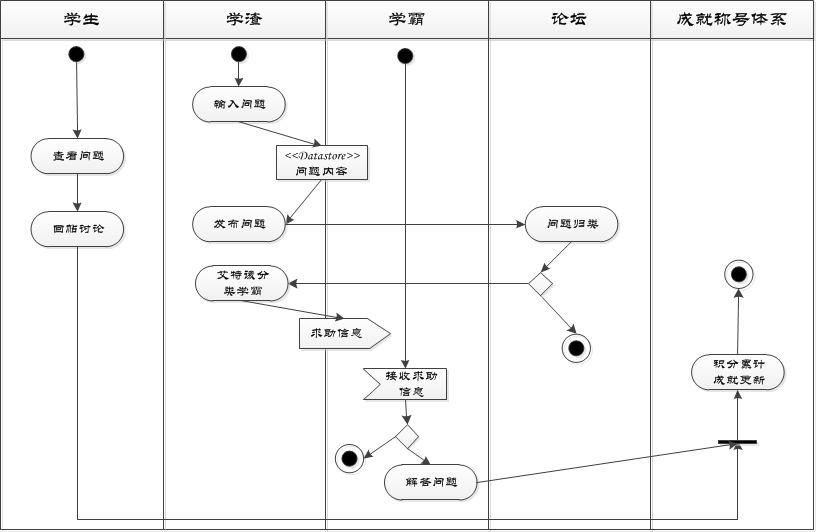 学生
学渣
学霸
论坛
成就称号体系
输入问题
查看问题
<<Datastore>>
问题内容
回帖讨论
发布问题
问题归类
艾特该分
类学霸
求助信息
接收求助
信息
积分累计
成就更新
解答问题